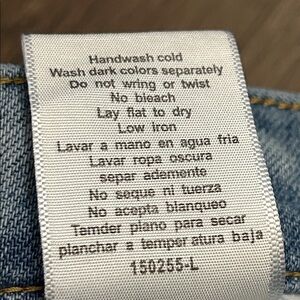 Handwash cold
Wash dark colors separately
Do not wring or twist
No bleach
Lay flat to dry
Low iron
Lavar a mano en agua fria
Lavar ropa oscura
separ ademente
No seque ni tuerza
No acepta blanqueo
Temder plano para secar
planchar a temper atura baja
150255-L